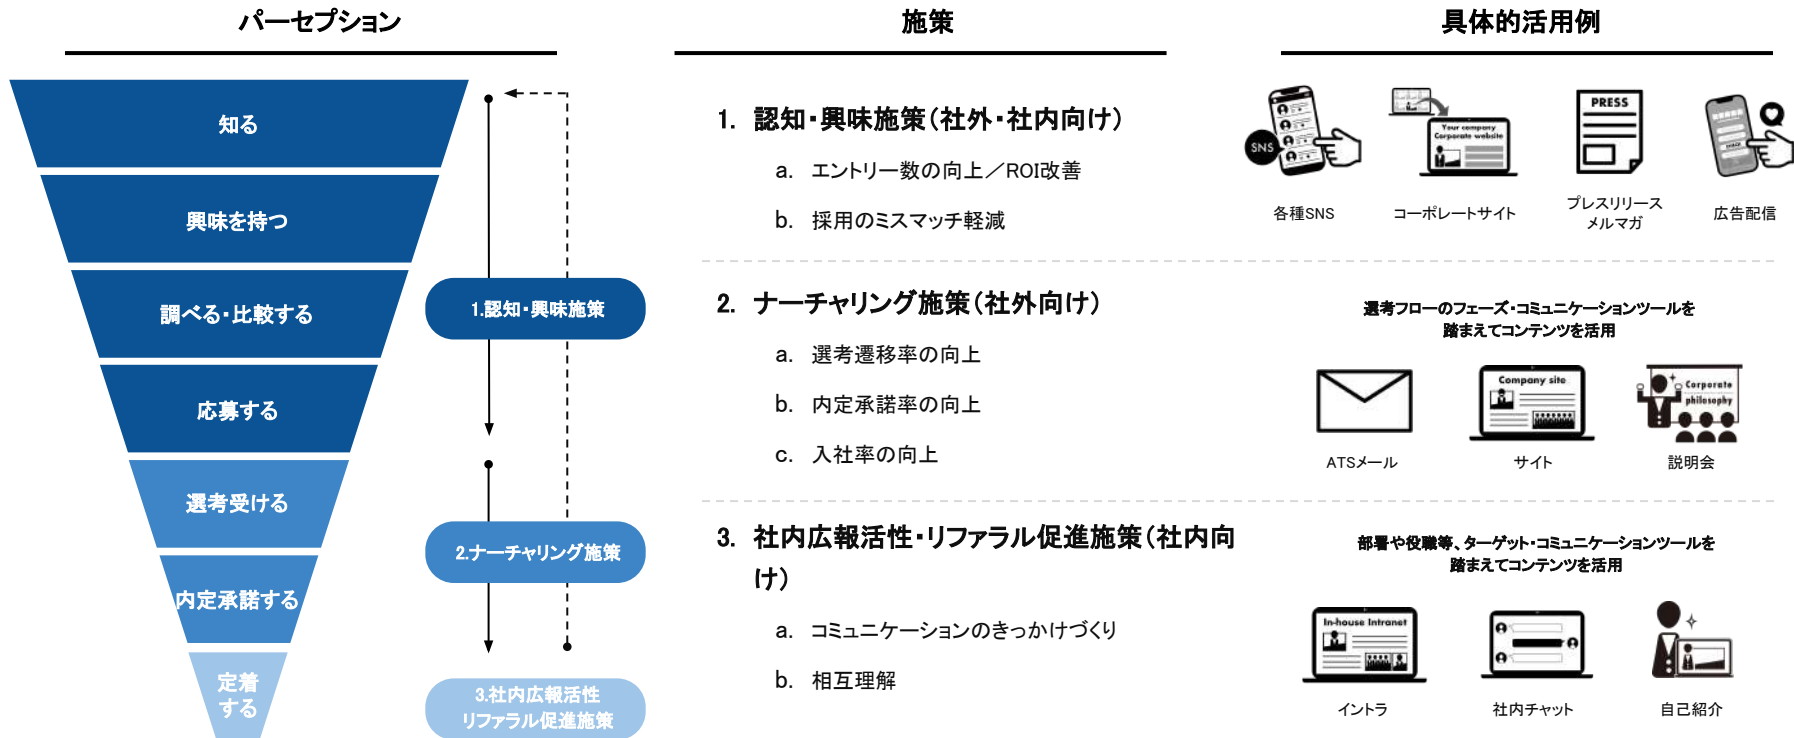 パーセプション
施策
具体的活用例
知る
興味を持つ
調べる・比較する
応募する
選考受ける
内定承諾する
定着
する
1.認知・興味施策
2.ナーチャリング施策
3.社内広報活性
リファラル促進施策
1. 認知・興味施策（社外・社内向け）
a. エントリー数の向上／ROI改善
b. 採用のミスマッチ軽減
SNS
各種SNS
Your company
Corporate website
コーポレートサイト
PRESS
プレスリリース
メルマガ
広告配信
2. ナーチャリング施策（社外向け）
a. 選考遷移率の向上
b. 内定承諾率の向上
c. 入社率の向上
選考フローのフェーズ・コミュニケーションツールを
踏まえてコンテンツを活用
ATSメール
Company site
サイト
Corporate
philosophy
説明会
3. 社内広報活性・リファラル促進施策（社内向
け）
a. コミュニケーションのきっかけづくり
b. 相互理解
部署や役職等、ターゲット・コミュニケーションツールを
踏まえてコンテンツを活用
In-house Intranet
イントラ
社内チャット
自己紹介